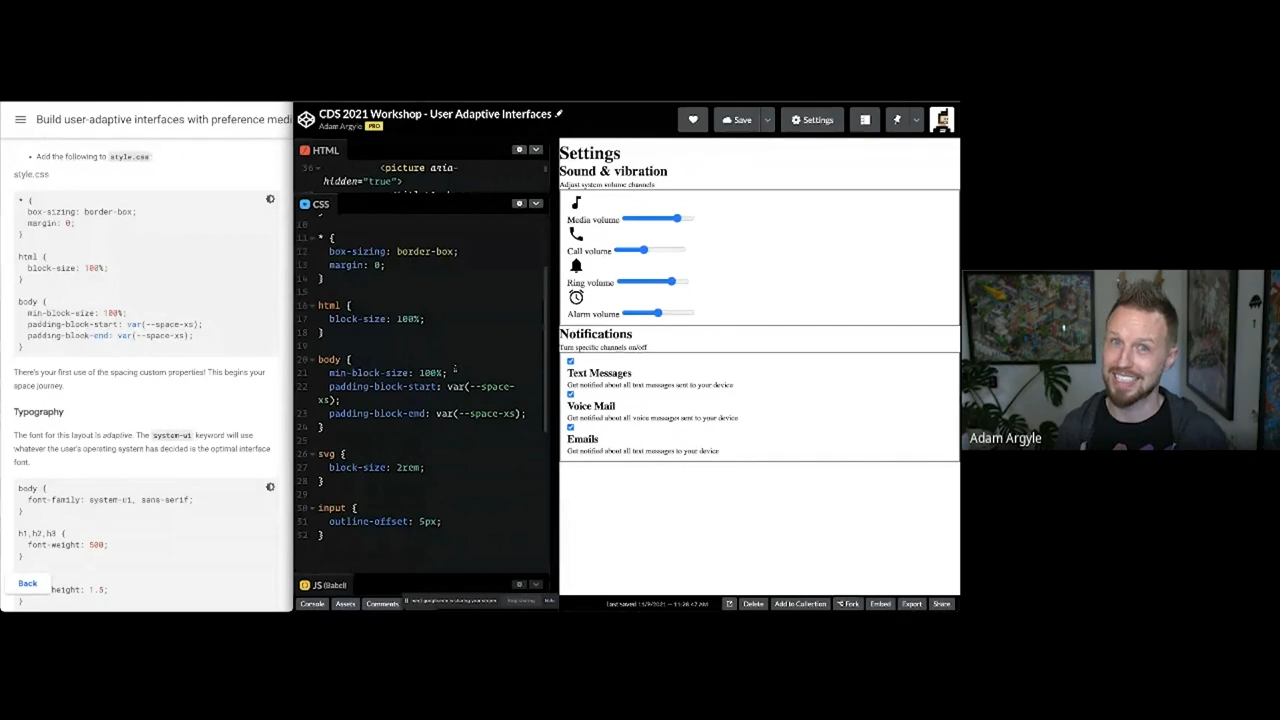 Build user-adaptive interfaces with preference medi
Add the following to style.css
style.css
* {
box-sizing: border-box;
margin: 0;
}
html {
block-size: 100%;
}
body {
min-block-size: 100%;
padding-block-start: var(--space-xs);
padding-block-end: var(--space-xs);
}
There's your first use of the spacing custom properties! This begins your
space journey.
Typography
The font for this layout is adaptive. The system-ui keyword will use
whatever the user's operating system has decided is the optimal interface
font.
body {
font-family: system-ui, sans-serif;
}
h1,h2,h3 {
font-weight: 500;
}
Back
height: 1.5;
}
CDS 2021 Workshop - User Adaptive Interfaces
Adam Argyle PRO
Save
Settings
HTML
36 <picture aria-
hidden="true">
CSS
10
11 * {
12 box-sizing: border-box;
13 margin: 0;
14 }
15
16 html {
17 block-size: 100%;
18 }
19
20 body {
21 min-block-size: 100%;
22 padding-block-start: var(--space-
xs);
23 padding-block-end: var(--space-xs);
24 }
25
26 svg {
27 block-size: 2rem;
28 }
29
30 input {
31 outline-offset: 5px;
32 }
JS (Babel)
Console Assets Comments
Settings
Sound & vibration
Adjust system volume channels
Media volume
Call volume
Ring volume
Alarm volume
Notifications
Turn specific channels on/off
Text Messages
Get notified about all text messages sent to your device
Voice Mail
Get notified about all voice messages sent to your device
Emails
Get notified about all text messages to your device
Last saved 11/9/2021 — 11:26:47 AM
Delete Add to Collection Fork Embed Export Share
Adam Argyle